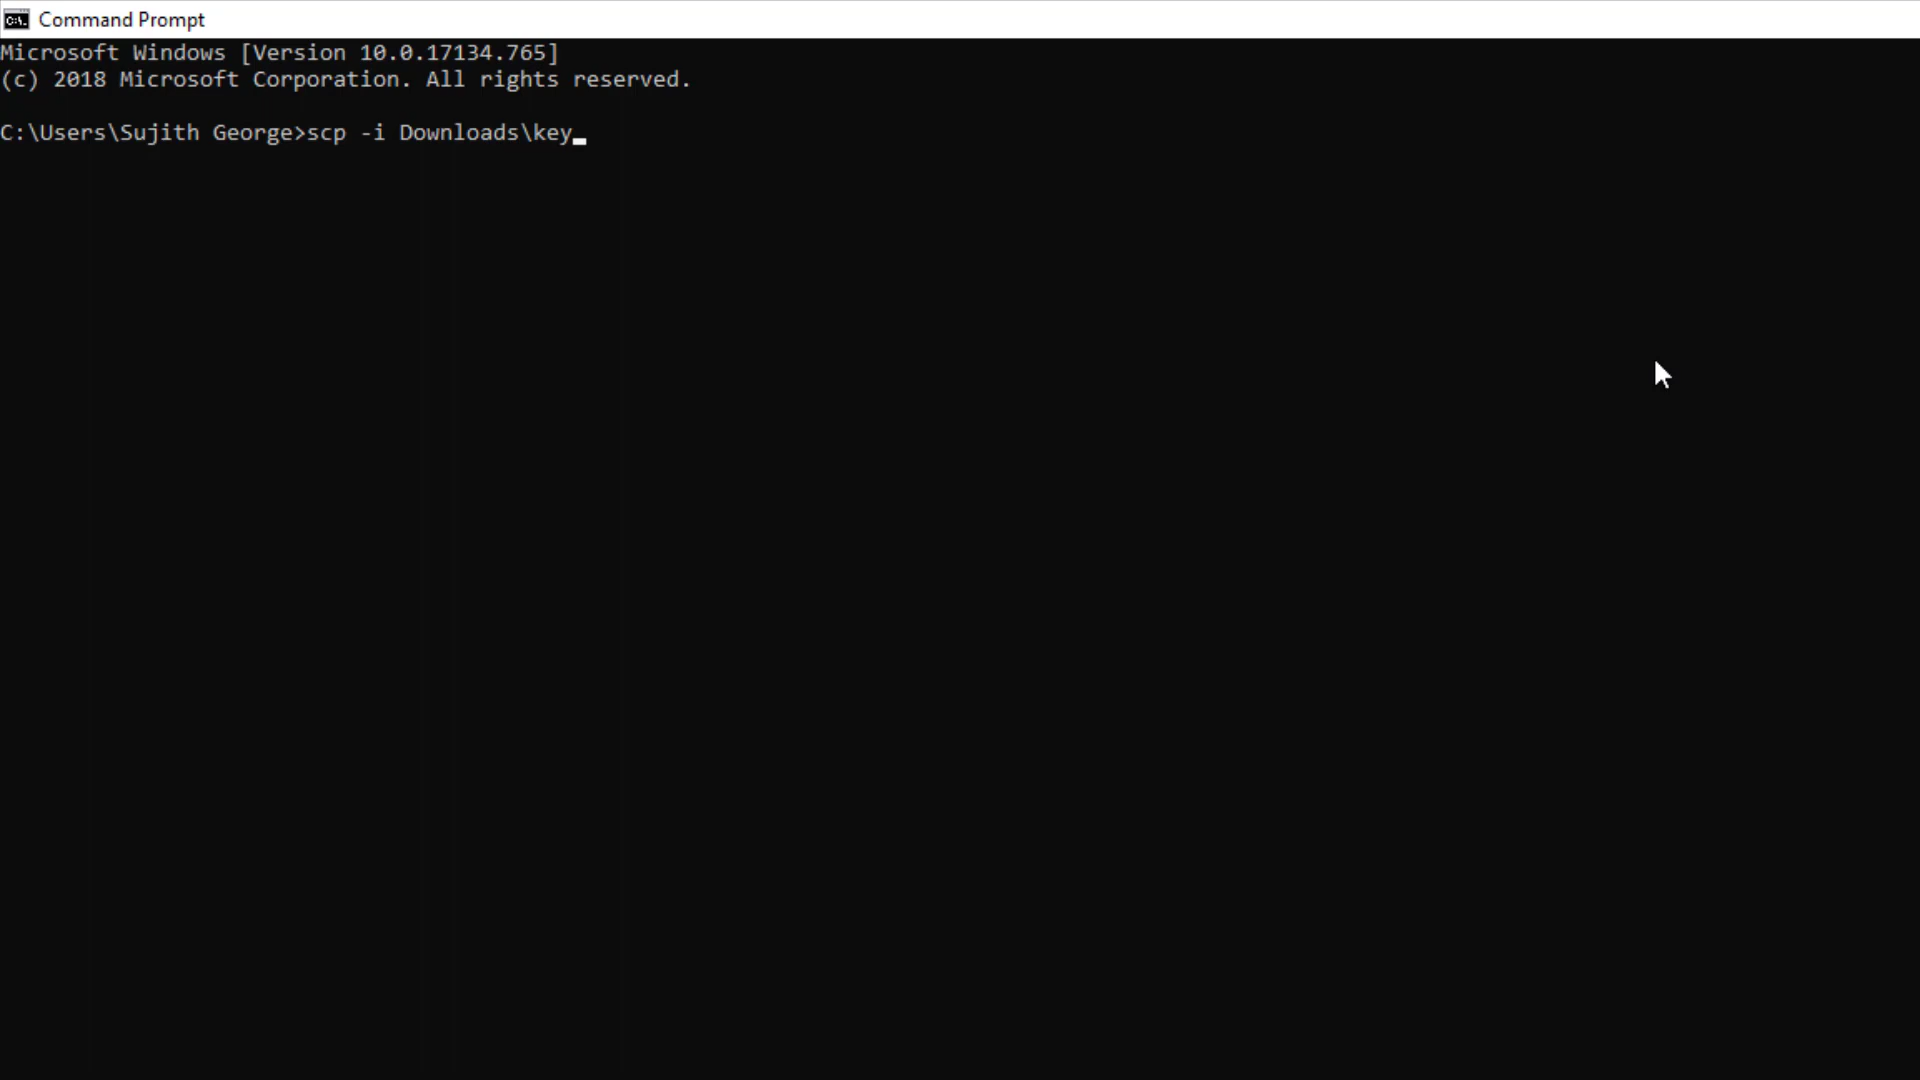 Command Prompt
Microsoft Windows [Version 10.0.17134.765]
(c) 2018 Microsoft Corporation. All rights reserved.
C:\Users\Sujith George>scp -i Downloads\key